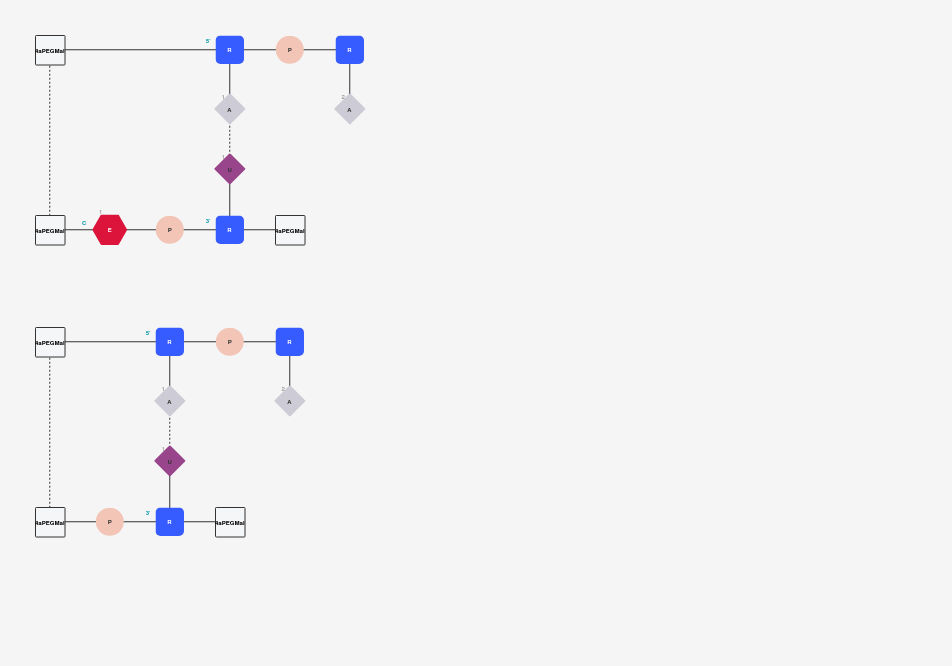 5'
4aPEGMal R P R
1 2
A A
1
U
1
C 3'
4aPEGMal E P R 4aPEGMal
5'
4aPEGMal R P R
1 2
A A
1
U
3'
4aPEGMal P R 4aPEGMal